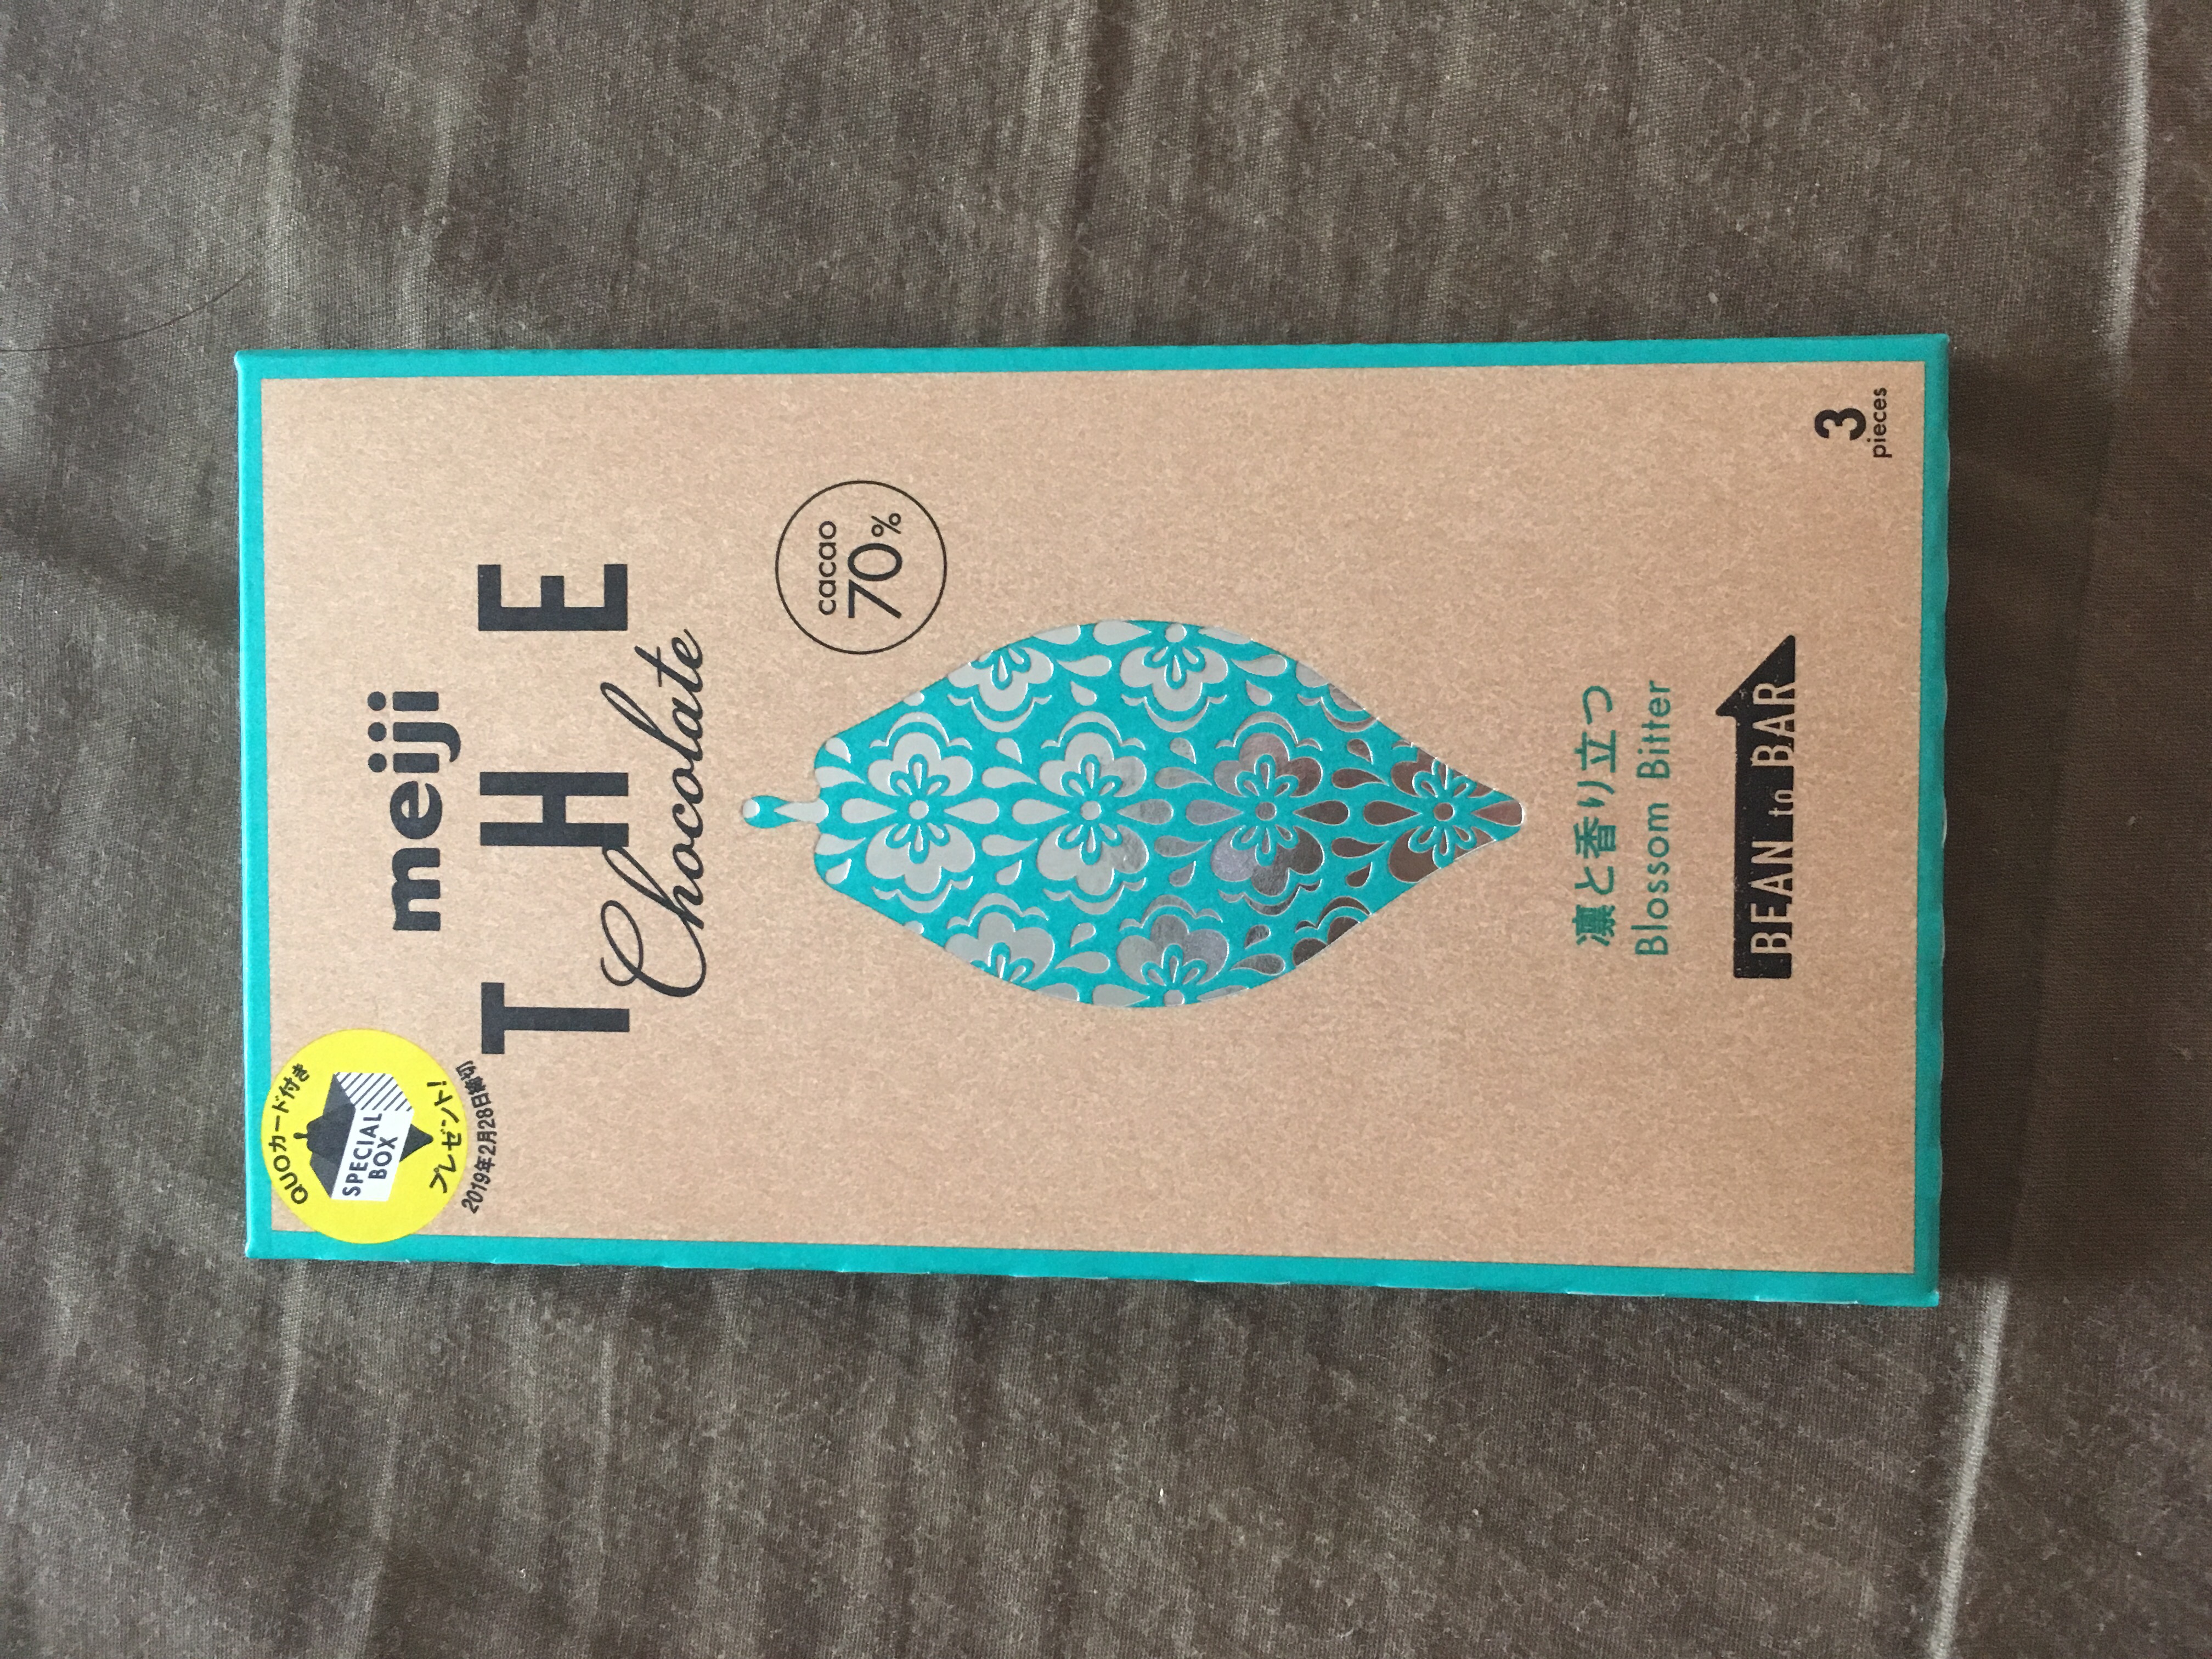 QUOカード付き
SPECIAL
BOX
プレゼント!
2019年2月28日締切
meiji
THE
Chocolate
cacao
70%
凛と香り立つ
Blossom Bitter
BEAN to BAR
3
pieces